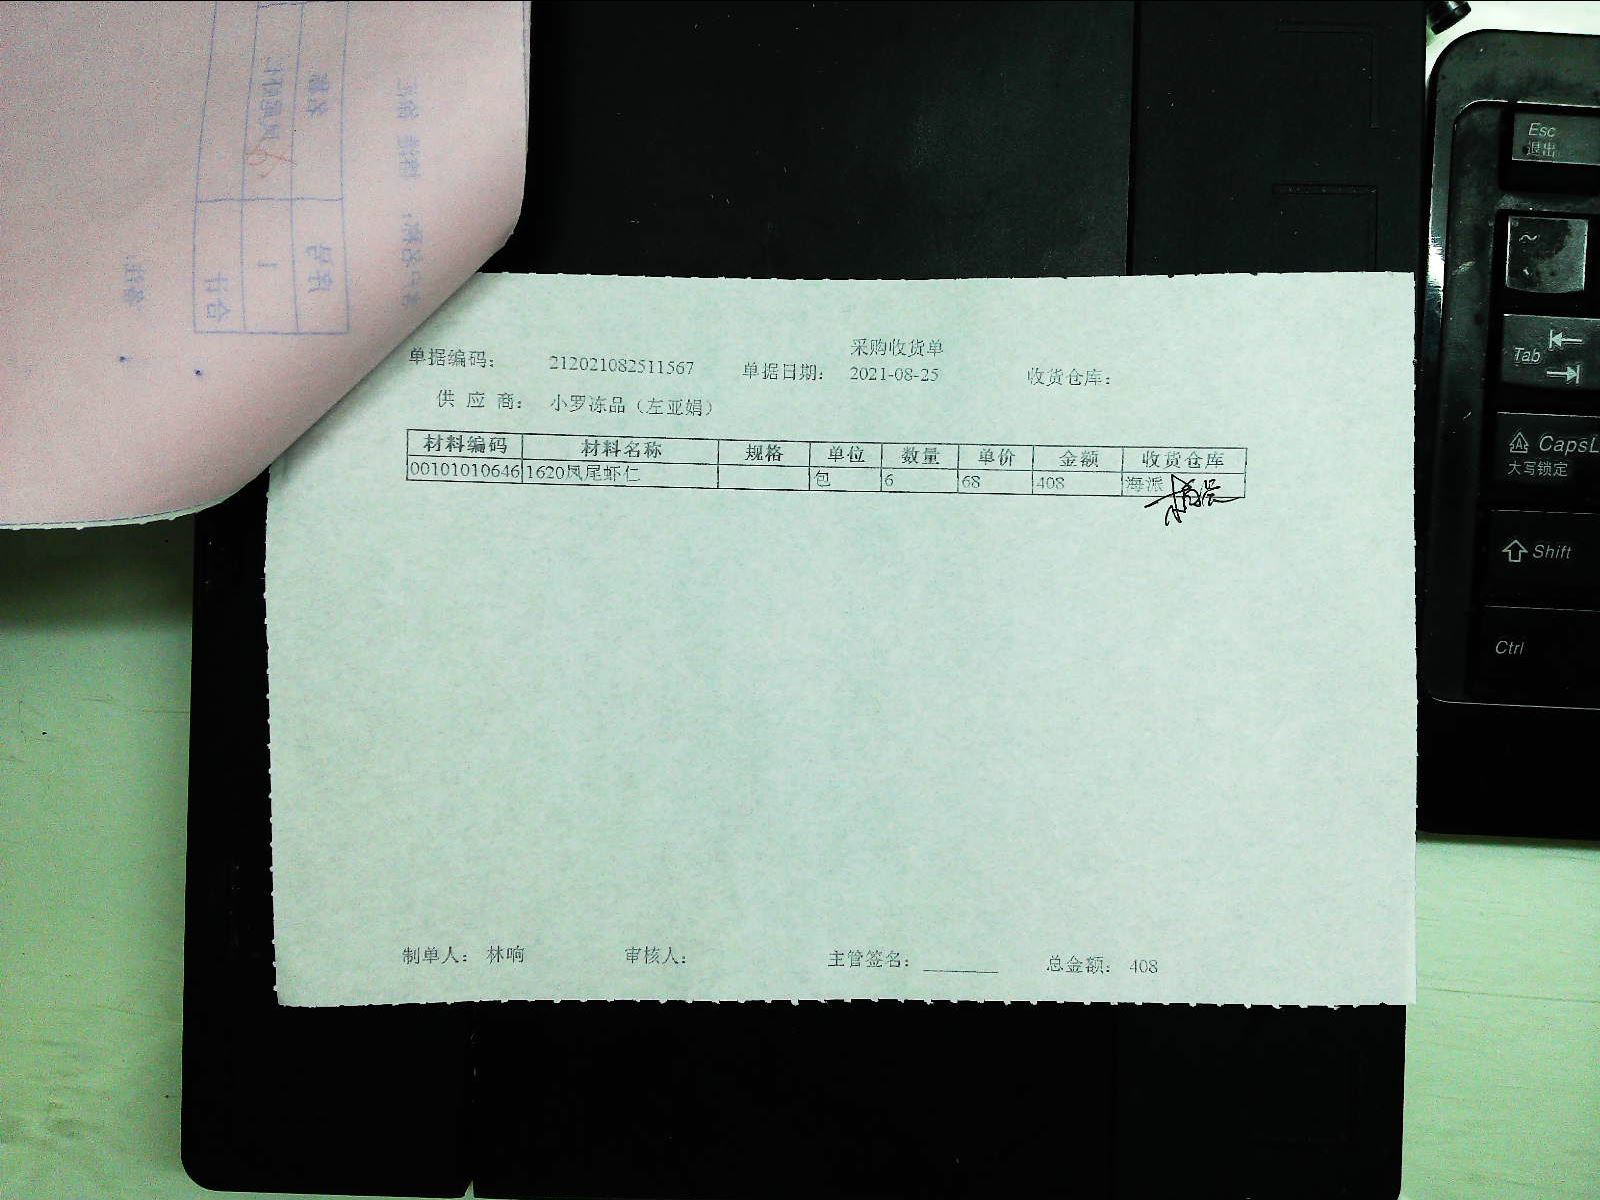 采购收货单
单据编码： 212021082511567 单据日期： 2021-08-25 收货仓库：
供 应 商： 小罗冻品（左亚娟）
材料编码 材料名称 规格 单位 数量 单价 金额 收货仓库
00101010646 1620凤尾虾仁 包 6 68 408 海派
制单人： 林响 审核人： 主管签名： ________ 总金额： 408
Esc
退出
~
Tab
CapsL
大写锁定
Shift
Ctrl